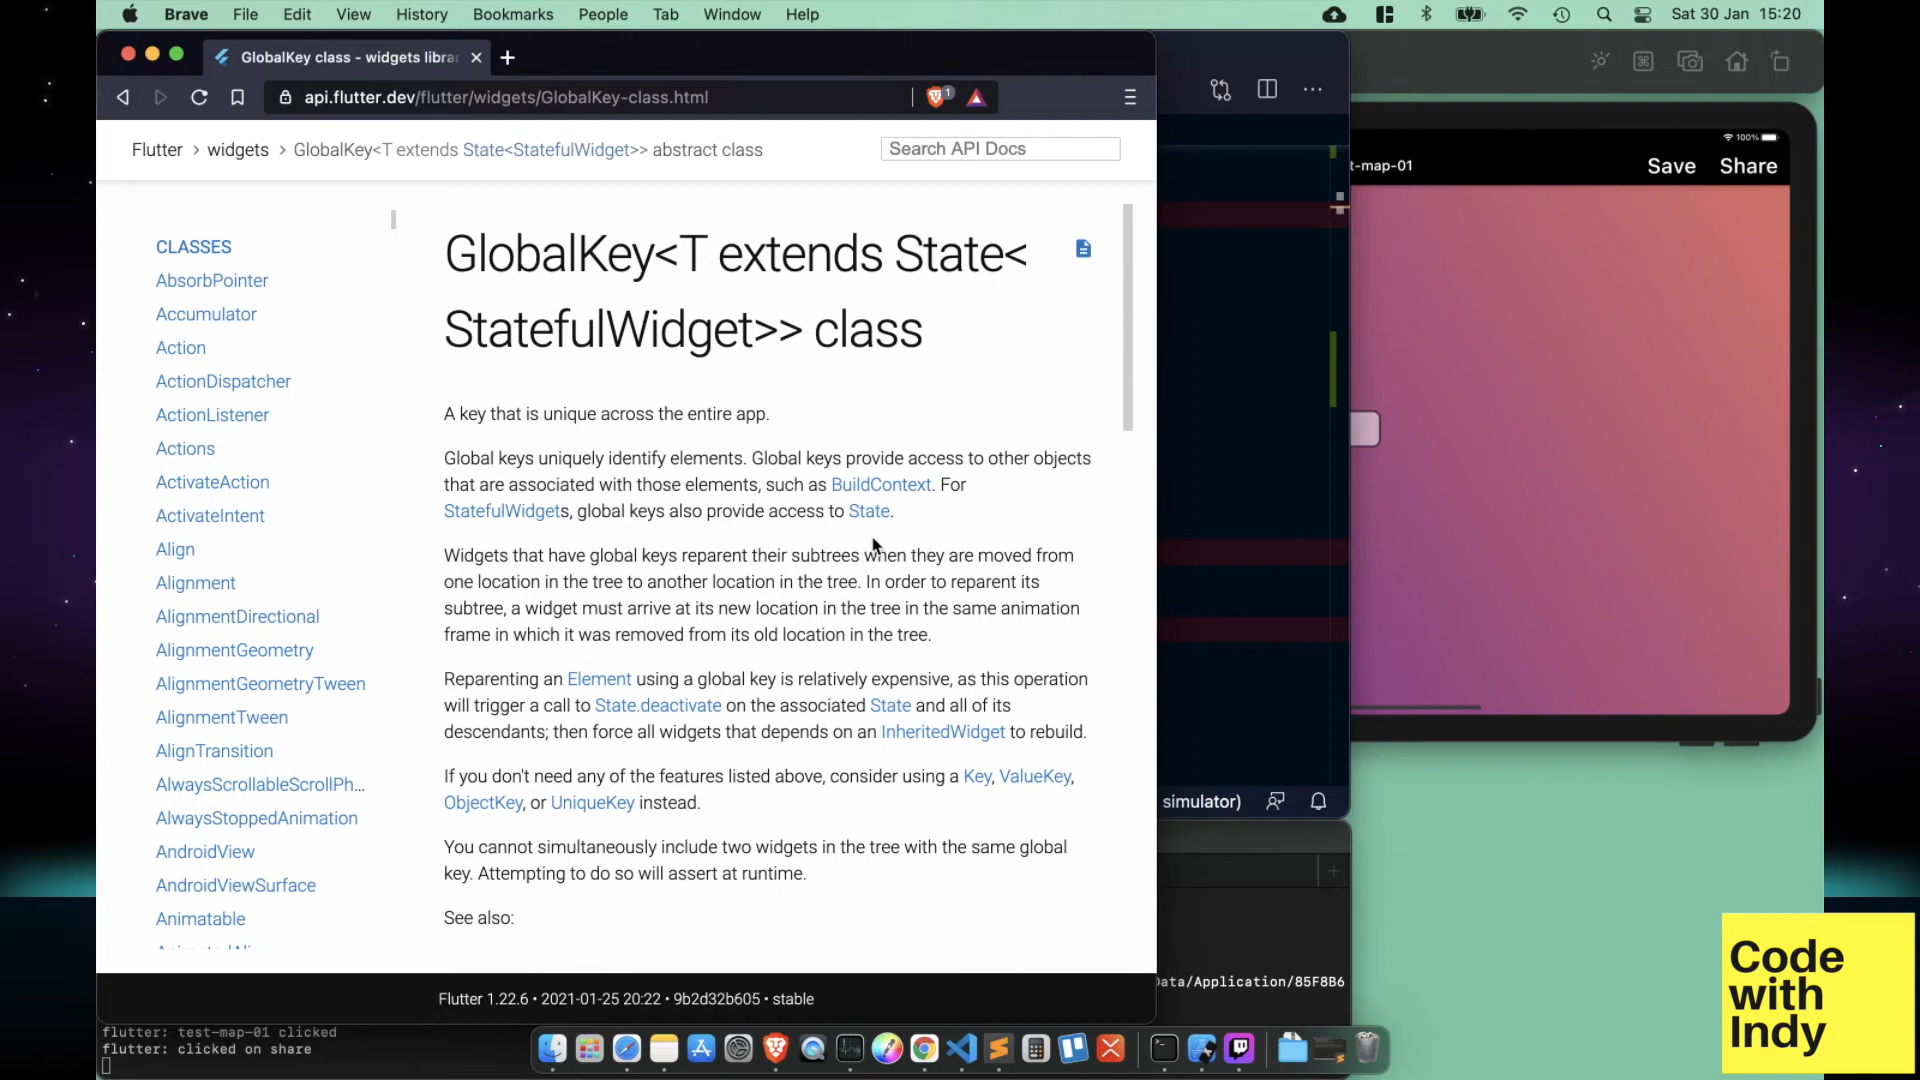 Brave File Edit View History Bookmarks People Tab Window Help
Sat 30 Jan 15:20
GlobalKey class - widgets librar
api.flutter.dev/flutter/widgets/GlobalKey-class.html
1
Flutter > widgets > GlobalKey<T extends State<StatefulWidget>> abstract class
Search API Docs
CLASSES
AbsorbPointer
Accumulator
Action
ActionDispatcher
ActionListener
Actions
ActivateAction
ActivateIntent
Align
Alignment
AlignmentDirectional
AlignmentGeometry
AlignmentGeometryTween
AlignmentTween
AlignTransition
AlwaysScrollableScrollPh...
AlwaysStoppedAnimation
AndroidView
AndroidViewSurface
Animatable
GlobalKey<T extends State<
StatefulWidget>> class
A key that is unique across the entire app.
Global keys uniquely identify elements. Global keys provide access to other objects
that are associated with those elements, such as BuildContext. For
StatefulWidgets, global keys also provide access to State.
Widgets that have global keys reparent their subtrees when they are moved from
one location in the tree to another location in the tree. In order to reparent its
subtree, a widget must arrive at its new location in the tree in the same animation
frame in which it was removed from its old location in the tree.
Reparenting an Element using a global key is relatively expensive, as this operation
will trigger a call to State.deactivate on the associated State and all of its
descendants; then force all widgets that depends on an InheritedWidget to rebuild.
If you don't need any of the features listed above, consider using a Key, ValueKey,
ObjectKey, or UniqueKey instead.
You cannot simultaneously include two widgets in the tree with the same global
key. Attempting to do so will assert at runtime.
See also:
Flutter 1.22.6 • 2021-01-25 20:22 • 9b2d32b605 • stable
100%
t-map-01
Save Share
simulator)
Data/Application/85F8B6
flutter: test-map-01 clicked
flutter: clicked on share
Code
with
Indy